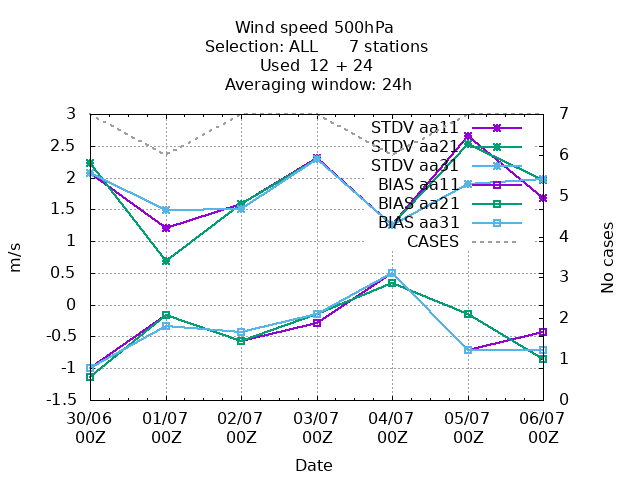 Wind speed 500hPa
Selection: ALL 7 stations
Used 12 + 24
Averaging window: 24h
3
2.5
2
1.5
1
0.5
0
-0.5
-1
-1.5
m/s
7
6
5
4
3
2
1
0
No cases
STDV aa11
STDV aa21
STDV aa31
BIAS aa11
BIAS aa21
BIAS aa31
CASES
30/06 01/07 02/07 03/07 04/07 05/07 06/07
00Z 00Z 00Z 00Z 00Z 00Z 00Z
Date